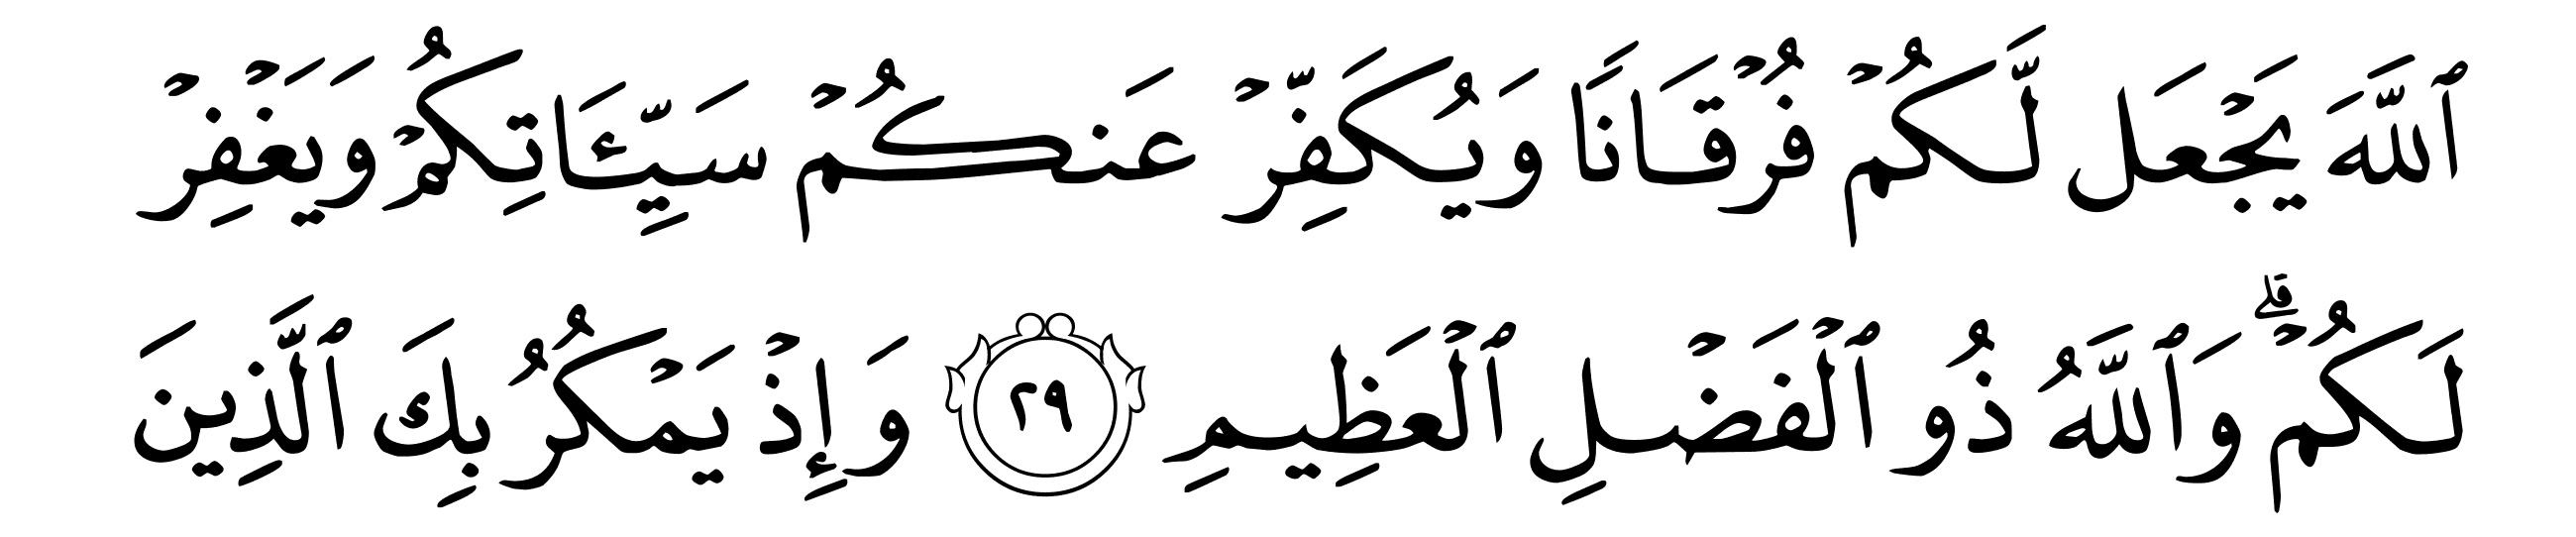 ٱللَّهَ يَجۡعَل لَّكُمۡ فُرۡقَانٗا وَيُكَفِّرۡ عَنكُمۡ سَيِّـَٔاتِكُمۡ وَيَغۡفِرۡ
لَكُمۡۗ وَٱللَّهُ ذُو ٱلۡفَضۡلِ ٱلۡعَظِيمِ ٢٩ وَإِذۡ يَمۡكُرُ بِكَ ٱلَّذِينَ